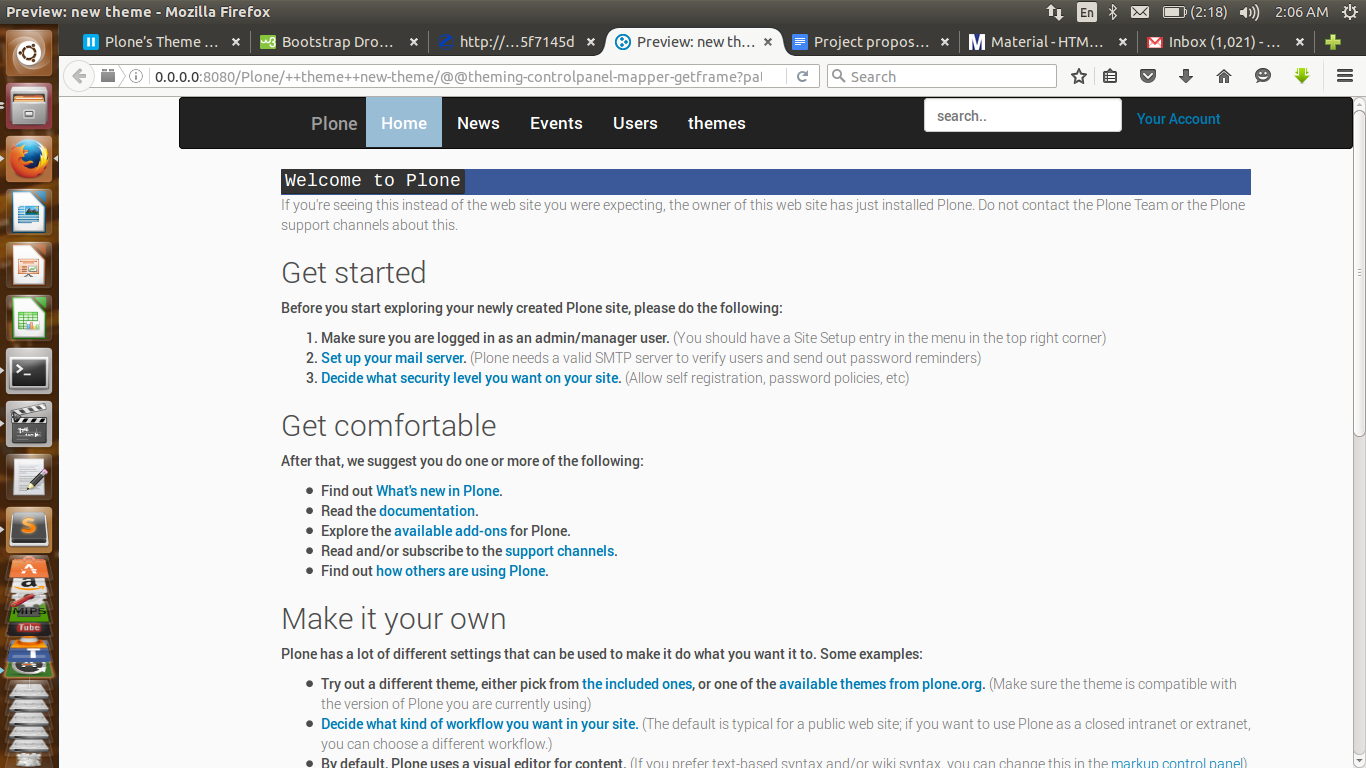 Preview: new theme - Mozilla Firefox
En
(2:18)
2:06 AM
Plone's Theme ...
Bootstrap Dro...
http://...5f7145d
Preview: new th...
Project propos...
Material - HTM...
Inbox (1,021) - ...
0.0.0.0:8080/Plone/++theme++new-theme/@@theming-controlpanel-mapper-getframe?pat
Search
Plone
Home
News
Events
Users
themes
search..
Your Account
Welcome to Plone
If you're seeing this instead of the web site you were expecting, the owner of this web site has just installed Plone. Do not contact the Plone Team or the Plone
support channels about this.
Get started
Before you start exploring your newly created Plone site, please do the following:
1. Make sure you are logged in as an admin/manager user. (You should have a Site Setup entry in the menu in the top right corner)
2. Set up your mail server. (Plone needs a valid SMTP server to verify users and send out password reminders)
3. Decide what security level you want on your site. (Allow self registration, password policies, etc)
Get comfortable
After that, we suggest you do one or more of the following:
• Find out What's new in Plone.
• Read the documentation.
• Explore the available add-ons for Plone.
• Read and/or subscribe to the support channels.
• Find out how others are using Plone.
Make it your own
Plone has a lot of different settings that can be used to make it do what you want it to. Some examples:
• Try out a different theme, either pick from the included ones, or one of the available themes from plone.org. (Make sure the theme is compatible with
the version of Plone you are currently using)
• Decide what kind of workflow you want in your site. (The default is typical for a public web site; if you want to use Plone as a closed intranet or extranet,
you can choose a different workflow.)
• By default, Plone uses a visual editor for content. (If you prefer text-based syntax and/or wiki syntax, you can change this in the markup control panel)
MIPS
Tube